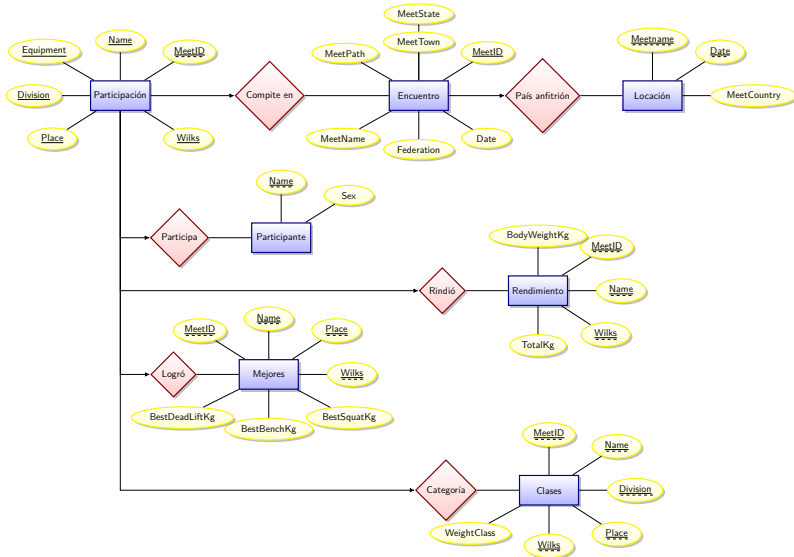 MeetState
Name
MeetTown
Equipment
MeetID
MeetPath
MeetID
Meetname
Date
Division
Participación
Compite en
Encuentro
País anfitrión
Locación
MeetCountry
Place
Wilks
MeetName
Federation
Date
Name
Sex
Participa
Participante
BodyWeightKg
MeetID
Rindió
Rendimiento
Name
TotalKg
Wilks
MeetID
Name
Place
Logró
Mejores
Wilks
BestDeadLiftKg
BestBenchKg
BestSquatKg
MeetID
Name
Categoría
Clases
Division
WeightClass
Wilks
Place